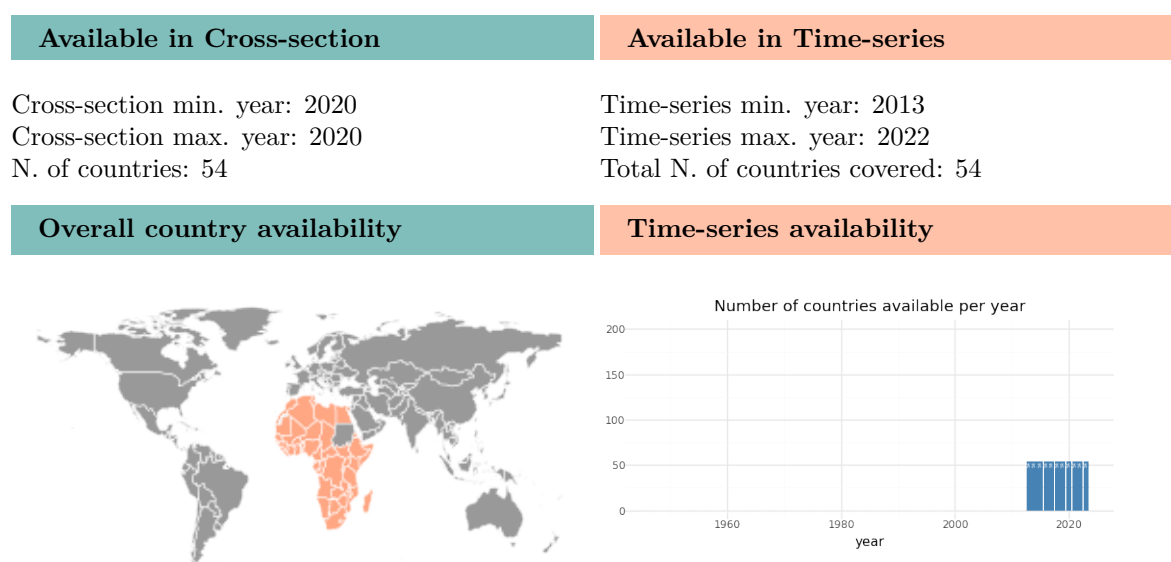 Available in Cross-section
Available in Time-series
Cross-section min. year: 2020
Cross-section max. year: 2020
N. of countries: 54
Time-series min. year: 2013
Time-series max. year: 2022
Total N. of countries covered: 54
Overall country availability
Time-series availability
Number of countries available per year
200
150
100
50
0
1960
1980
2000
2020
year